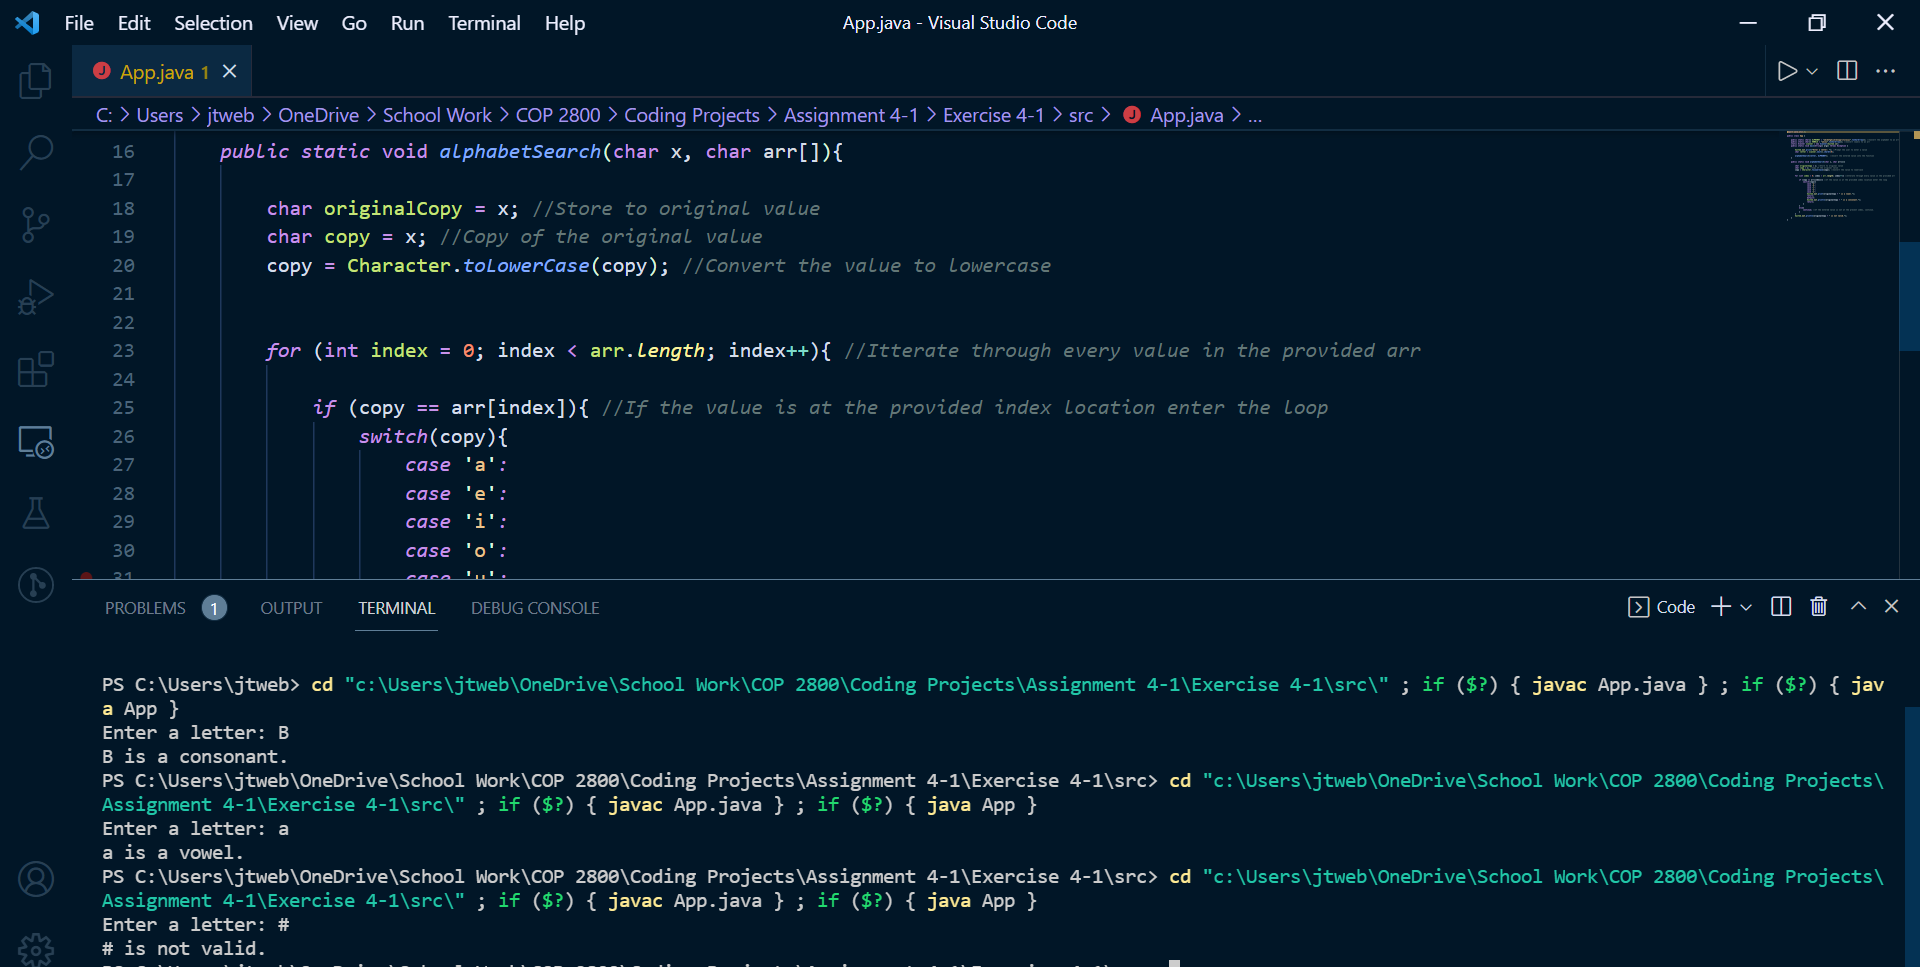 File Edit Selection View Go Run Terminal Help App.java - Visual Studio Code
App.java 1
C: > Users > jtweb > OneDrive > School Work > COP 2800 > Coding Projects > Assignment 4-1 > Exercise 4-1 > src > App.java > ...
16 public static void alphabetSearch(char x, char arr[]){
17
18 char originalCopy = x; //Store to original value
19 char copy = x; //Copy of the original value
20 copy = Character.toLowerCase(copy); //Convert the value to lowercase
21
22
23 for (int index = 0; index < arr.length; index++){ //Itterate through every value in the provided arr
24
25 if (copy == arr[index]){ //If the value is at the provided index location enter the loop
26 switch(copy){
27 case 'a':
28 case 'e':
29 case 'i':
30 case 'o':
31 case 'u':
PROBLEMS 1 OUTPUT TERMINAL DEBUG CONSOLE Code
PS C:\Users\jtweb> cd "c:\Users\jtweb\OneDrive\School Work\COP 2800\Coding Projects\Assignment 4-1\Exercise 4-1\src\" ; if ($?) { javac App.java } ; if ($?) { jav
a App }
Enter a letter: B
B is a consonant.
PS C:\Users\jtweb\OneDrive\School Work\COP 2800\Coding Projects\Assignment 4-1\Exercise 4-1\src> cd "c:\Users\jtweb\OneDrive\School Work\COP 2800\Coding Projects\
Assignment 4-1\Exercise 4-1\src\" ; if ($?) { javac App.java } ; if ($?) { java App }
Enter a letter: a
a is a vowel.
PS C:\Users\jtweb\OneDrive\School Work\COP 2800\Coding Projects\Assignment 4-1\Exercise 4-1\src> cd "c:\Users\jtweb\OneDrive\School Work\COP 2800\Coding Projects\
Assignment 4-1\Exercise 4-1\src\" ; if ($?) { javac App.java } ; if ($?) { java App }
Enter a letter: #
# is not valid.